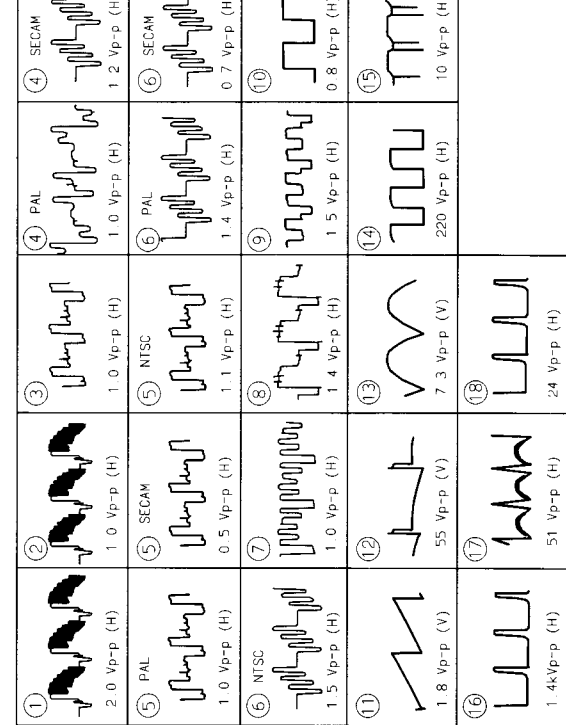 ① 
2.0 Vp-p (H)
②
1 0 Vp-p (H)
③
1.0 Vp-p (H)
④ PAL
1.0 Vp-p (H)
④ SECAM
1 2 Vp-p (H
⑤ PAL
1.0 Vp-p (H)
⑤ SECAM
0.5 Vp-p (H)
⑤ NTSC
1.1 Vp-p (H)
⑥ PAL
1.4 Vp-p (H)
⑥ SECAM
0 7 Vp-p (H
⑥ NTSC
1 5 Vp-p (H)
⑦
1.0 Vp-p (H)
⑧
1 4 Vp-p (H)
⑨
1 5 Vp-p (H)
⑩
0 8 Vp-p (H)
⑪
1.8 Vp-p (V)
⑫
55 Vp-p (V)
⑬
7 3 Vp-p (V)
⑭
220 Vp-p (H)
⑮
10 Vp-p (H
⑯
1.4kVp-p (H)
⑰
51 Vp-p (H)
⑱
24 Vp-p (H)